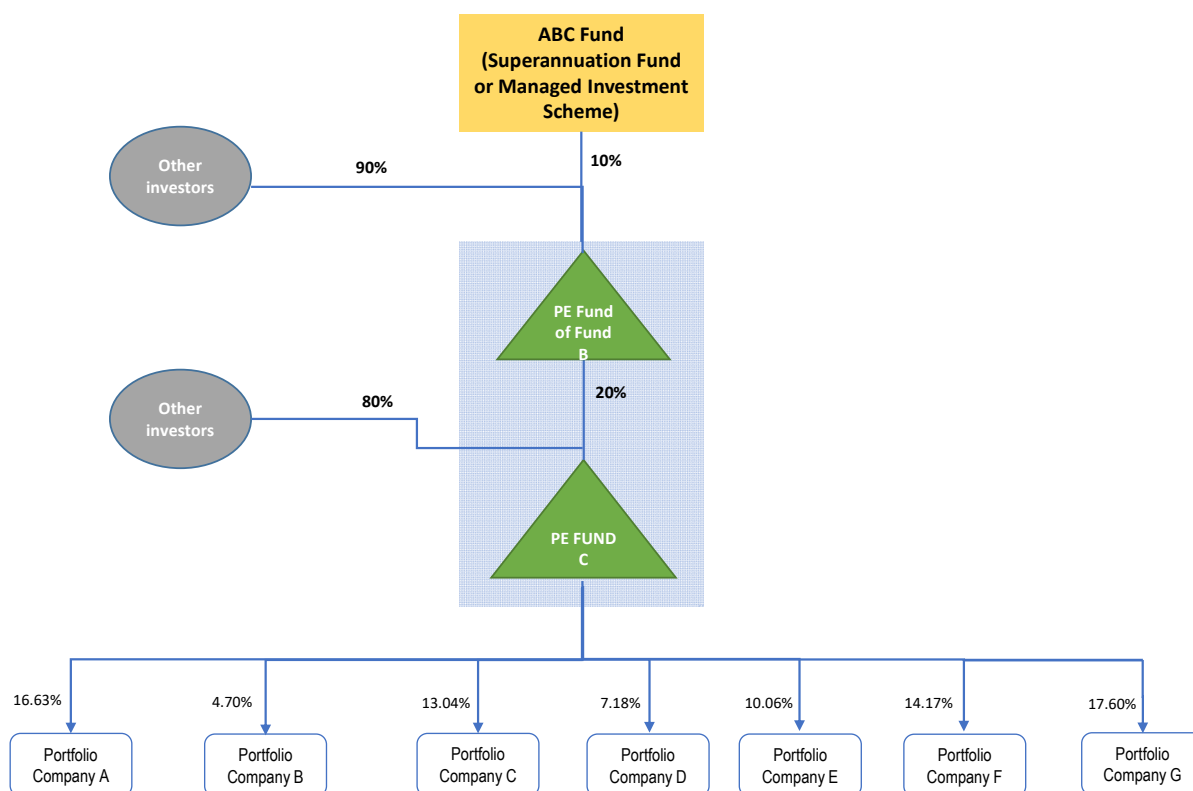 ABC Fund
(Superannuation Fund
or Managed Investment
Scheme)
Other
investors
90%
10%
PE Fund
of Fund
B
Other
investors
80%
20%
PE FUND
C
16.63%
4.70%
13.04%
7.18%
10.06%
14.17%
17.60%
Portfolio
Company A
Portfolio
Company B
Portfolio
Company C
Portfolio
Company D
Portfolio
Company E
Portfolio
Company F
Portfolio
Company G